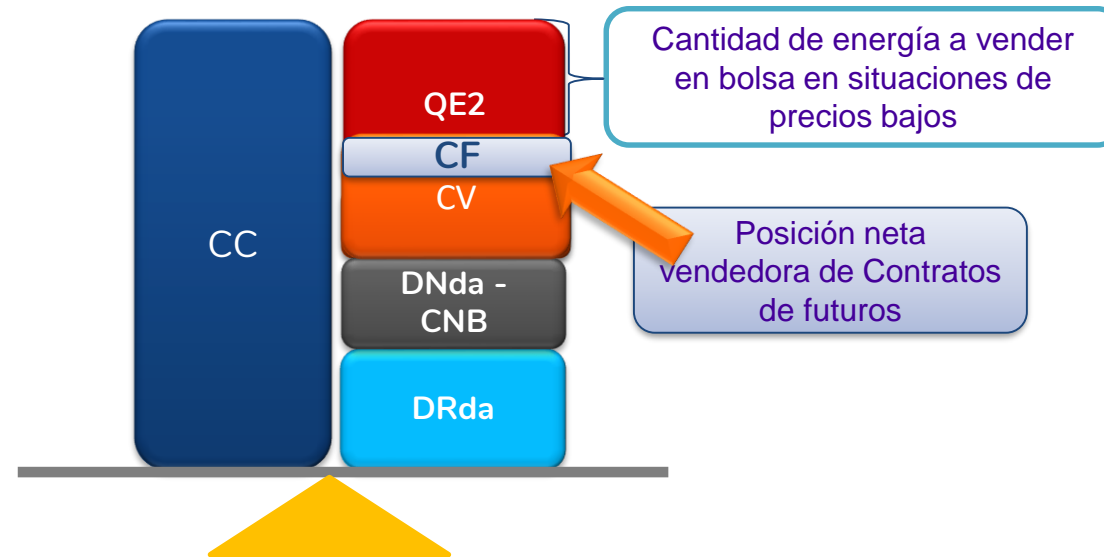 CC
QE2
CF
CV
DNda -
CNB
DRda
Cantidad de energía a vender
en bolsa en situaciones de
precios bajos
Posición neta
vendedora de Contratos
de futuros